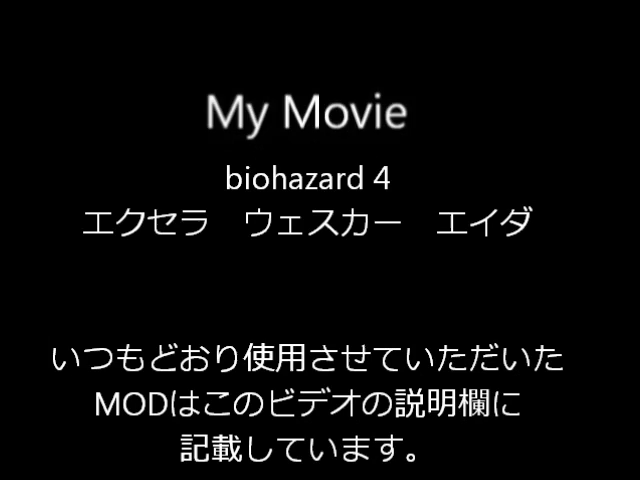 My Movie
biohazard 4
エクセラ　ウェスカー　エイダ
いつもどおり使用させていただいた
MODはこのビデオの説明欄に
記載しています。